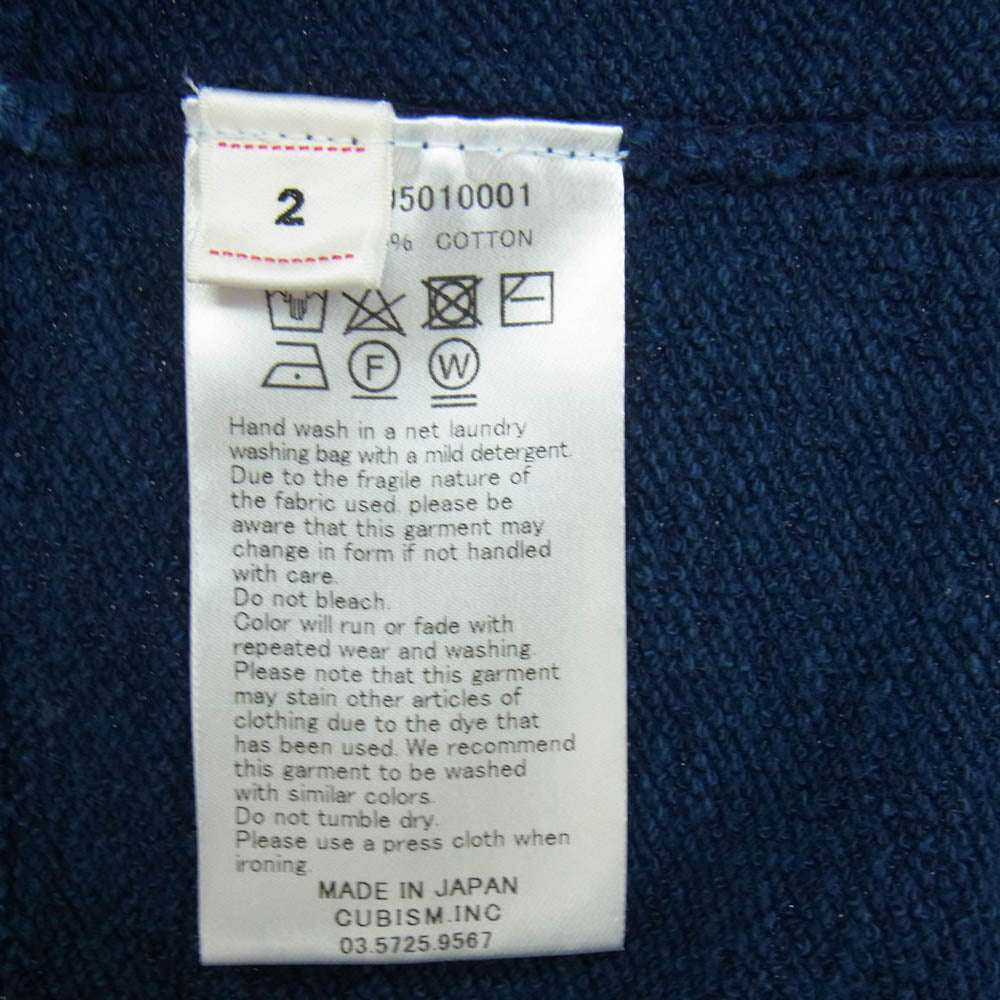 2
5010001
% COTTON
F W
Hand wash in a net laundry
washing bag with a mild detergent.
Due to the fragile nature of
the fabric used please be
aware that this garment may
change in form if not handled
with care.
Do not bleach.
Color will run or fade with
repeated wear and washing.
Please note that this garment
may stain other articles of
clothing due to the dye that
has been used. We recommend
this garment to be washed
with similar colors.
Do not tumble dry.
Please use a press cloth when
ironing.
MADE IN JAPAN
CUBISM.INC
03.5725.9567